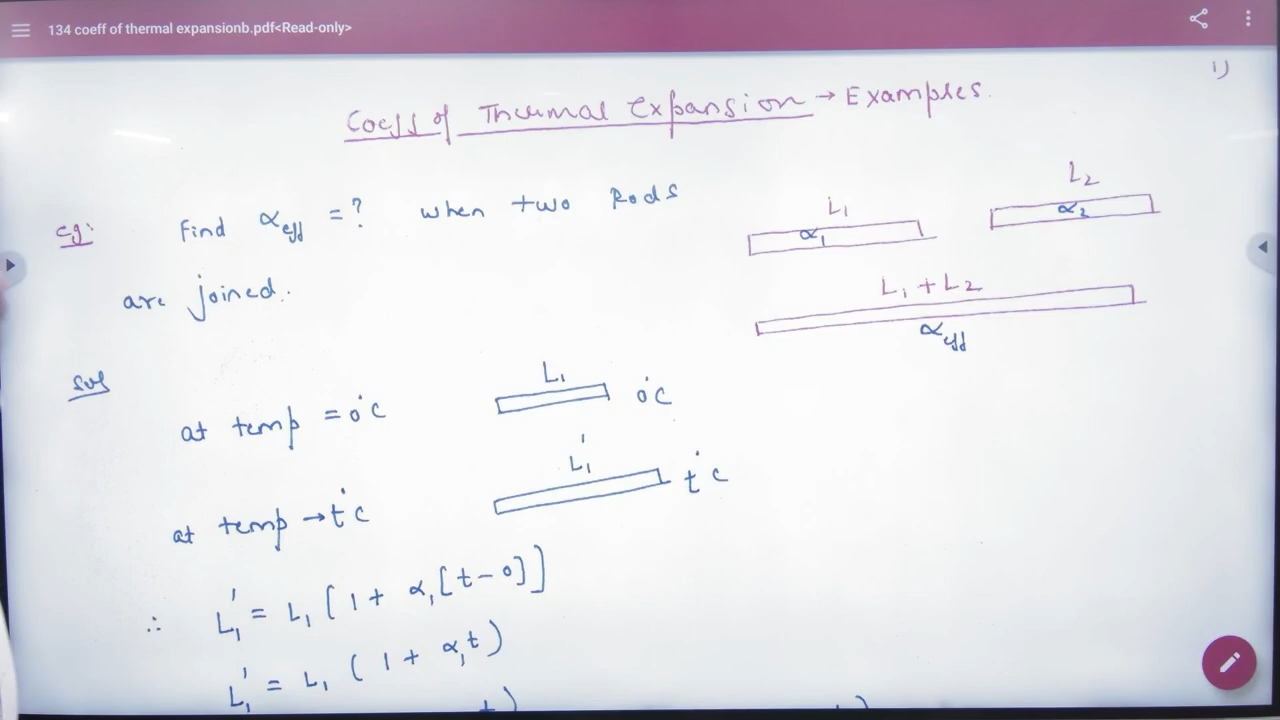 134 coeff of thermal expansionb.pdf<Read-only>
1)
Coeff of Thermal Expansion → Examples.
eg: Find αeff = ? when two Rods
are joined.
L₁
α₁
L₂
α₂
L₁ + L₂
αeff
Sol
at temp = 0°C
L₁
0°C
at temp → t°C
L₁'
t°C
∴ L₁' = L₁ [1 + α₁[t - 0]]
L₁' = L₁ (1 + α₁t)